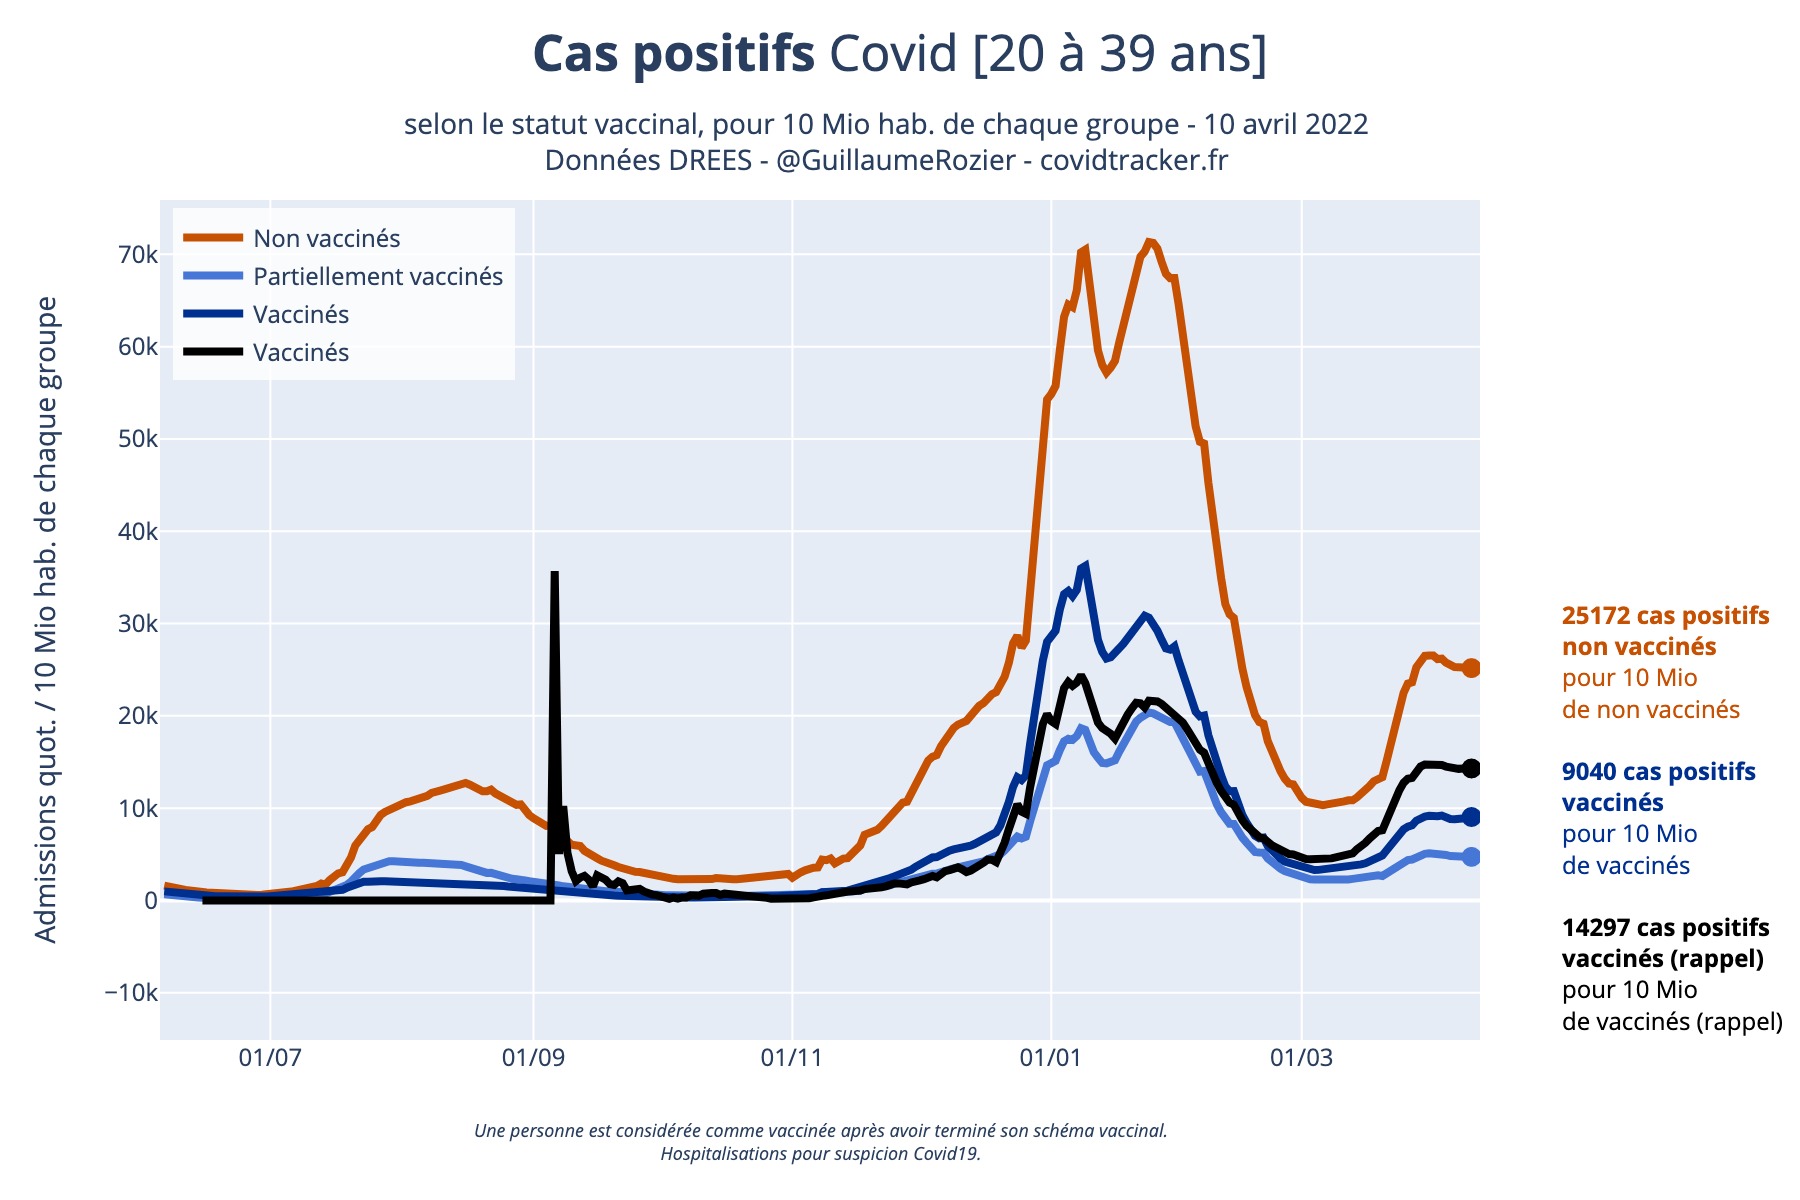 Cas positifs Covid [20 à 39 ans]
selon le statut vaccinal, pour 10 Mio hab. de chaque groupe - 10 avril 2022
Données DREES - @GuillaumeRozier - covidtracker.fr
Admissions quot. / 10 Mio hab. de chaque groupe
Non vaccinés
Partiellement vaccinés
Vaccinés
Vaccinés
70k
60k
50k
40k
30k
20k
10k
0
−10k
01/07
01/09
01/11
01/01
01/03
25172 cas positifs
non vaccinés
pour 10 Mio
de non vaccinés
9040 cas positifs
vaccinés
pour 10 Mio
de vaccinés
14297 cas positifs
vaccinés (rappel)
pour 10 Mio
de vaccinés (rappel)
Une personne est considérée comme vaccinée après avoir terminé son schéma vaccinal.
Hospitalisations pour suspicion Covid19.